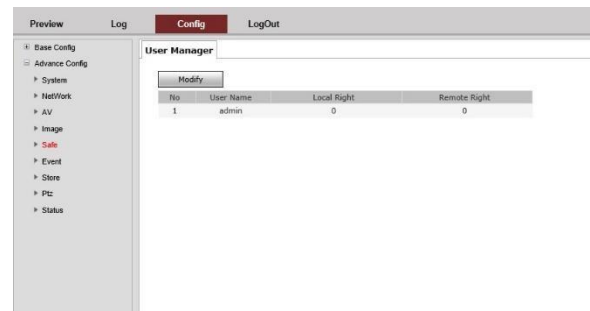 Preview Log Config LogOut
Base Config
Advance Config
System
NetWork
AV
Image
Safe
Event
Store
Ptz
Status
User Manager
Modify
No User Name Local Right Remote Right
1 admin 0 0